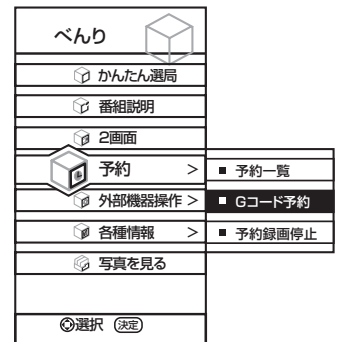 べんり
かんたん選局
番組説明
2画面
予約 >
予約一覧
外部機器操作 >
Gコード予約
各種情報 >
予約録画停止
写真を見る
選択 決定